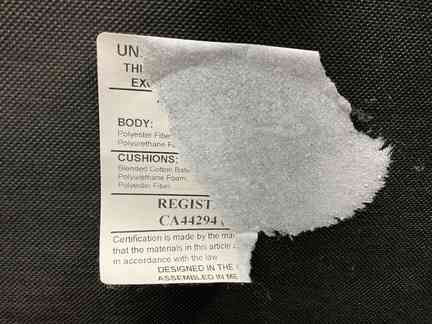 UN
THI
EX
BODY:
Polyester Fiber
Polyurethane F
CUSHIONS:
Blended Cotton Batt
Polyurethane Foam
Polyester Fiber
REGIST
CA44294
Certification is made by the ma
that the materials in this article a
in accordance with the law
DESIGNED IN THE
ASSEMBLED IN ME